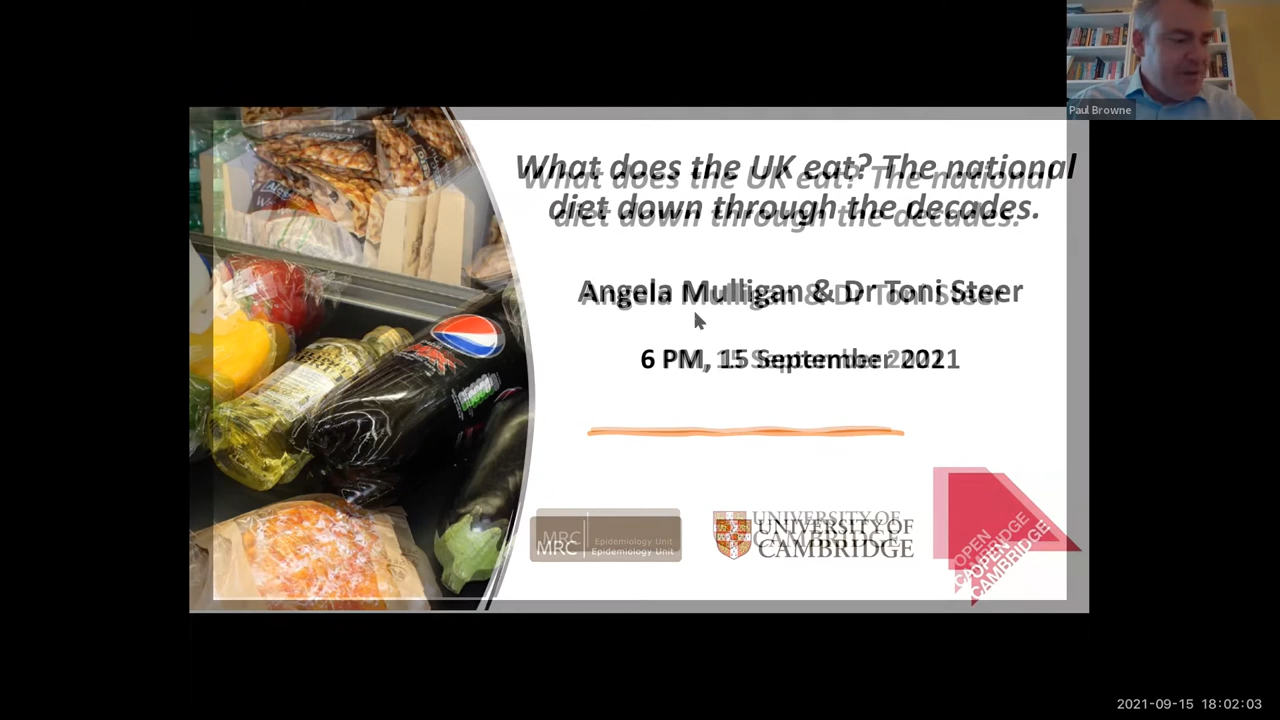 Paul Browne
What does the UK eat? The national
diet down through the decades.
Angela Mulligan & Dr Toni Steer
6 PM, 15 September 2021
MRC Epidemiology Unit
UNIVERSITY OF
CAMBRIDGE
OPEN
CAMBRIDGE
2021-09-15 18:02:03